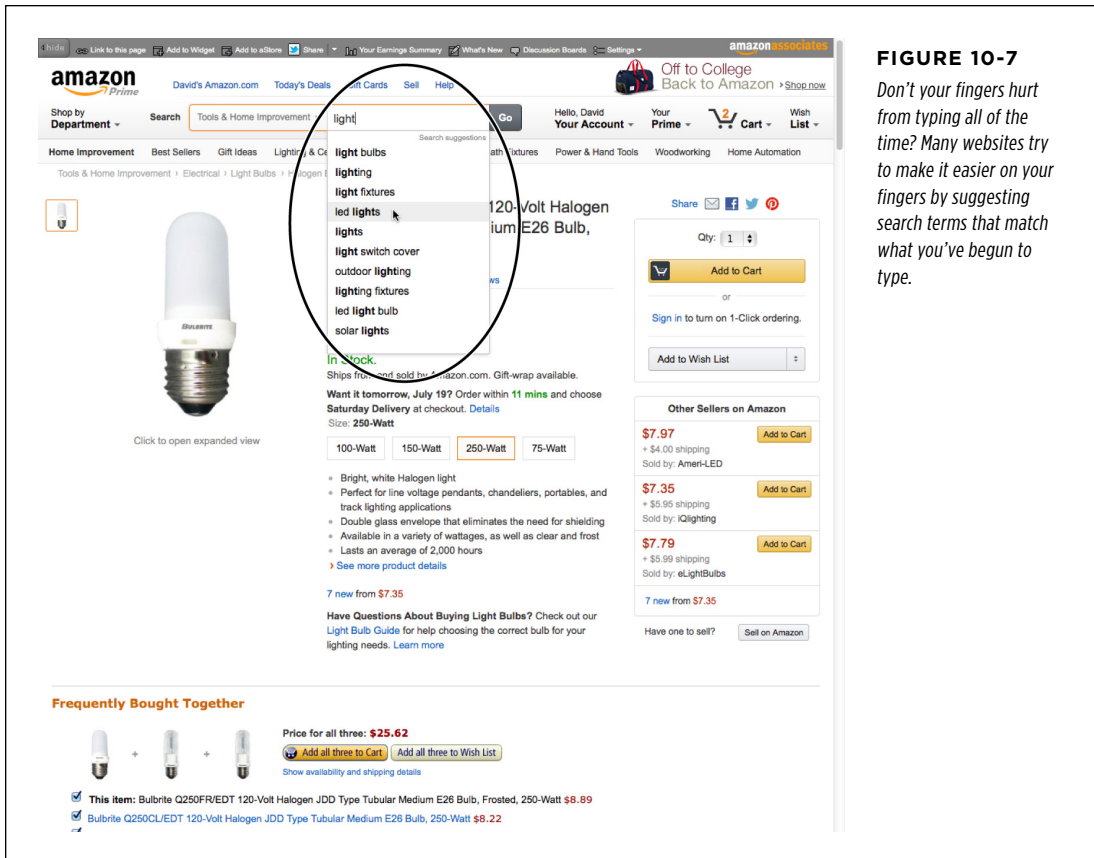 hide Link to this page Add to Widget Add to aStore Share Your Earnings Summary What's New Discussion Boards Settings amazonassociates
amazon Prime
David's Amazon.com Today's Deals Gift Cards Sell Help
Off to College
Back to Amazon Shop now
Shop by
Department
Search Tools & Home Improvement light Go
Hello, David
Your Account
Your
Prime
2
Cart
Wish
List
Home Improvement Best Sellers Gift Ideas Lighting & Ce ath Fixtures Power & Hand Tools Woodworking Home Automation
Tools & Home Improvement › Electrical › Light Bulbs ›
Search suggestions
light bulbs
lighting
light fixtures
led lights
lights
light switch cover
outdoor lighting
lighting fixtures
led light bulb
solar lights
120-Volt Halogen
ium E26 Bulb,
ws
BULBRITE
Click to open expanded view
In Stock.
Ships from and sold by Amazon.com. Gift-wrap available.
Want it tomorrow, July 19? Order within 11 mins and choose
Saturday Delivery at checkout. Details
Size: 250-Watt
100-Watt 150-Watt 250-Watt 75-Watt
Bright, white Halogen light
Perfect for line voltage pendants, chandeliers, portables, and
track lighting applications
Double glass envelope that eliminates the need for shielding
Available in a variety of wattages, as well as clear and frost
Lasts an average of 2,000 hours
› See more product details
7 new from $7.35
Have Questions About Buying Light Bulbs? Check out our
Light Bulb Guide for help choosing the correct bulb for your
lighting needs. Learn more
Share
Qty: 1
Add to Cart
or
Sign in to turn on 1-Click ordering.
Add to Wish List
Other Sellers on Amazon
$7.97 Add to Cart
+ $4.00 shipping
Sold by: Ameri-LED
$7.35 Add to Cart
+ $5.95 shipping
Sold by: iQlighting
$7.79 Add to Cart
+ $5.99 shipping
Sold by: eLightBulbs
7 new from $7.35
Have one to sell? Sell on Amazon
Frequently Bought Together
+ +
Price for all three: $25.62
Add all three to Cart Add all three to Wish List
Show availability and shipping details
This item: Bulbrite Q250FR/EDT 120-Volt Halogen JDD Type Tubular Medium E26 Bulb, Frosted, 250-Watt $8.89
Bulbrite Q250CL/EDT 120-Volt Halogen JDD Type Tubular Medium E26 Bulb, 250-Watt $8.22
FIGURE 10-7
Don't your fingers hurt
from typing all of the
time? Many websites try
to make it easier on your
fingers by suggesting
search terms that match
what you've begun to
type.